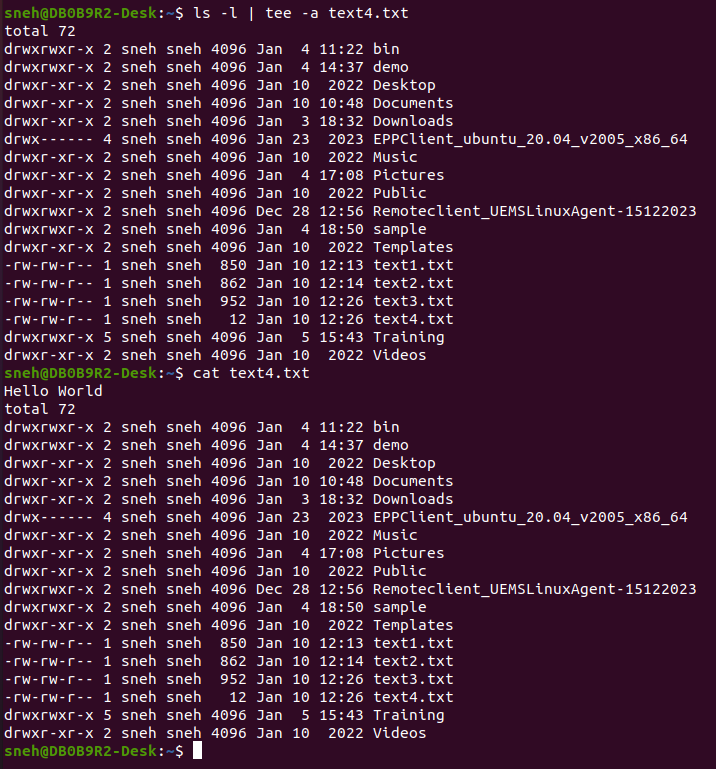 sneh@DB0B9R2-Desk:~$ ls -l | tee -a text4.txt
total 72
drwxrwxr-x 2 sneh sneh 4096 Jan  4 11:22 bin
drwxrwxr-x 2 sneh sneh 4096 Jan  4 14:37 demo
drwxr-xr-x 2 sneh sneh 4096 Jan 10  2022 Desktop
drwxr-xr-x 2 sneh sneh 4096 Jan 10 10:48 Documents
drwxr-xr-x 2 sneh sneh 4096 Jan  3 18:32 Downloads
drwx------ 4 sneh sneh 4096 Jan 23  2023 EPPClient_ubuntu_20.04_v2005_x86_64
drwxr-xr-x 2 sneh sneh 4096 Jan 10  2022 Music
drwxr-xr-x 2 sneh sneh 4096 Jan  4 17:08 Pictures
drwxr-xr-x 2 sneh sneh 4096 Jan 10  2022 Public
drwxrwxr-x 2 sneh sneh 4096 Dec 28 12:56 Remoteclient_UEMSLinuxAgent-15122023
drwxrwxr-x 2 sneh sneh 4096 Jan  4 18:50 sample
drwxr-xr-x 2 sneh sneh 4096 Jan 10  2022 Templates
-rw-rw-r-- 1 sneh sneh  850 Jan 10 12:13 text1.txt
-rw-rw-r-- 1 sneh sneh  862 Jan 10 12:14 text2.txt
-rw-rw-r-- 1 sneh sneh  952 Jan 10 12:26 text3.txt
-rw-rw-r-- 1 sneh sneh   12 Jan 10 12:26 text4.txt
drwxrwxr-x 5 sneh sneh 4096 Jan  5 15:43 Training
drwxr-xr-x 2 sneh sneh 4096 Jan 10  2022 Videos
sneh@DB0B9R2-Desk:~$ cat text4.txt
Hello World
total 72
drwxrwxr-x 2 sneh sneh 4096 Jan  4 11:22 bin
drwxrwxr-x 2 sneh sneh 4096 Jan  4 14:37 demo
drwxr-xr-x 2 sneh sneh 4096 Jan 10  2022 Desktop
drwxr-xr-x 2 sneh sneh 4096 Jan 10 10:48 Documents
drwxr-xr-x 2 sneh sneh 4096 Jan  3 18:32 Downloads
drwx------ 4 sneh sneh 4096 Jan 23  2023 EPPClient_ubuntu_20.04_v2005_x86_64
drwxr-xr-x 2 sneh sneh 4096 Jan 10  2022 Music
drwxr-xr-x 2 sneh sneh 4096 Jan  4 17:08 Pictures
drwxr-xr-x 2 sneh sneh 4096 Jan 10  2022 Public
drwxrwxr-x 2 sneh sneh 4096 Dec 28 12:56 Remoteclient_UEMSLinuxAgent-15122023
drwxrwxr-x 2 sneh sneh 4096 Jan  4 18:50 sample
drwxr-xr-x 2 sneh sneh 4096 Jan 10  2022 Templates
-rw-rw-r-- 1 sneh sneh  850 Jan 10 12:13 text1.txt
-rw-rw-r-- 1 sneh sneh  862 Jan 10 12:14 text2.txt
-rw-rw-r-- 1 sneh sneh  952 Jan 10 12:26 text3.txt
-rw-rw-r-- 1 sneh sneh   12 Jan 10 12:26 text4.txt
drwxrwxr-x 5 sneh sneh 4096 Jan  5 15:43 Training
drwxr-xr-x 2 sneh sneh 4096 Jan 10  2022 Videos
sneh@DB0B9R2-Desk:~$